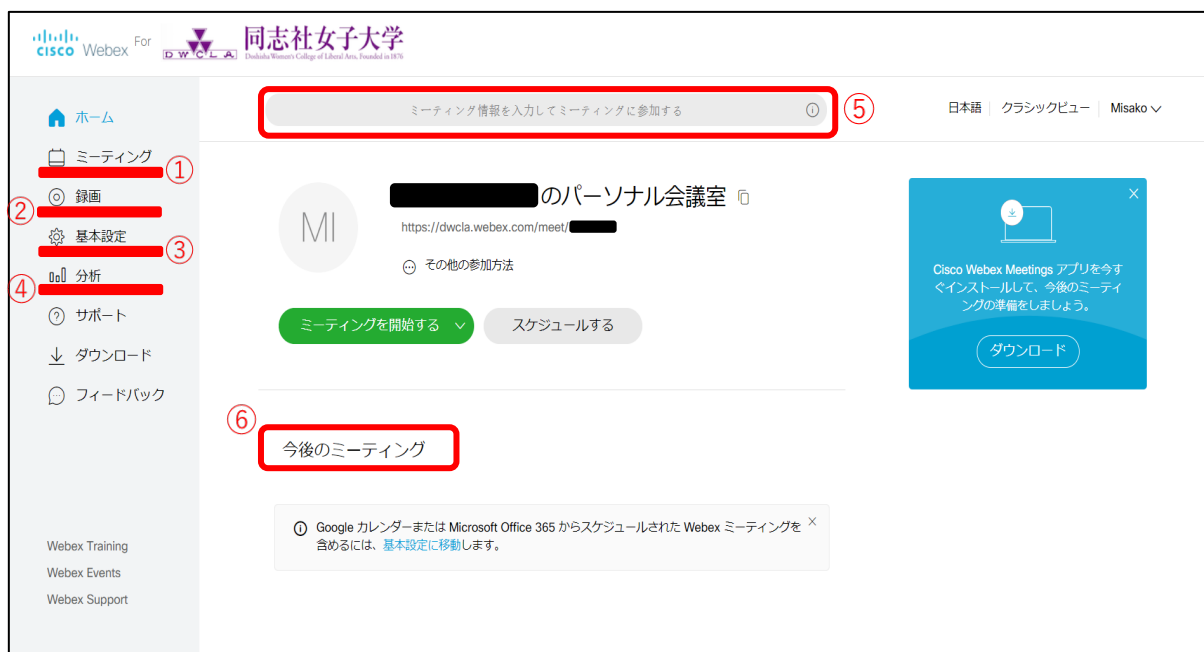 cisco Webex For DWCLA 同志社女子大学
Doshisha Women's College of Liberal Arts, Founded in 1876
ミーティング情報を入力してミーティングに参加する
⑤
日本語 クラシックビュー Misako
ホーム
ミーティング
①
録画
②
基本設定
③
分析
④
サポート
ダウンロード
フィードバック
Webex Training
Webex Events
Webex Support
MI
のパーソナル会議室
https://dwcla.webex.com/meet/
その他の参加方法
ミーティングを開始する
スケジュールする
Cisco Webex Meetings アプリを今す
ぐインストールして、今後のミーティ
ングの準備をしましょう。
ダウンロード
⑥
今後のミーティング
Google カレンダーまたは Microsoft Office 365 からスケジュールされた Webex ミーティングを
含めるには、基本設定に移動します。